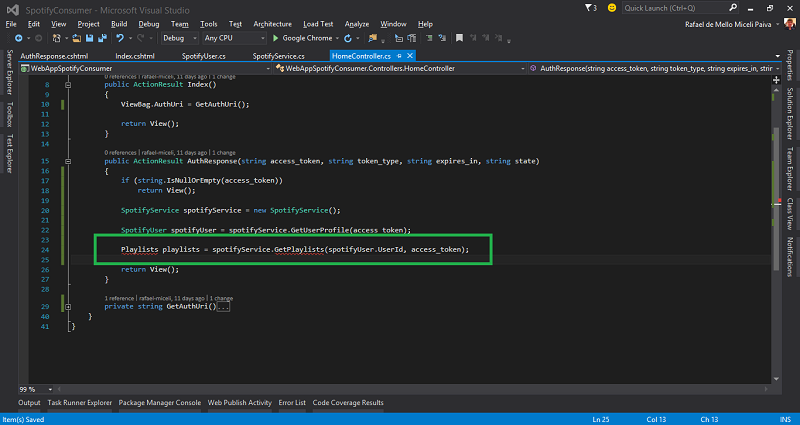 SpotifyConsumer - Microsoft Visual Studio
3
Quick Launch (Ctrl+Q)
File Edit View Project Build Debug Team Tools Test Architecture Load Test Analyze Window Help
Rafael de Mello Miceli Paiva
Debug Any CPU Google Chrome
AuthResponse.cshtml Index.cshtml SpotifyUser.cs SpotifyService.cs HomeController.cs
WebAppSpotifyConsumer WebAppSpotifyConsumer.Controllers.HomeController AuthResponse(string access_token, string token_type, string expires_in, stri
Server Explorer
Toolbox
Test Explorer
0 references | rafael-miceli, 11 days ago | 1 change
8 public ActionResult Index()
9 {
10 ViewBag.AuthUri = GetAuthUri();
11
12 return View();
13 }
14
0 references | rafael-miceli, 11 days ago | 1 change
15 public ActionResult AuthResponse(string access_token, string token_type, string expires_in, string state)
16 {
17 if (string.IsNullOrEmpty(access_token))
18 return View();
19
20 SpotifyService spotifyService = new SpotifyService();
21
22 SpotifyUser spotifyUser = spotifyService.GetUserProfile(access_token);
23
24 Playlists playlists = spotifyService.GetPlaylists(spotifyUser.UserId, access_token);
25
26 return View();
27 }
28
1 reference | rafael-miceli, 11 days ago | 1 change
29 private string GetAuthUri()...
40 }
41 }
Properties
Solution Explorer
Team Explorer
Class View
Notifications
99 %
Output Task Runner Explorer Package Manager Console Web Publish Activity Error List Code Coverage Results
Item(s) Saved Ln 25 Col 13 Ch 13 INS